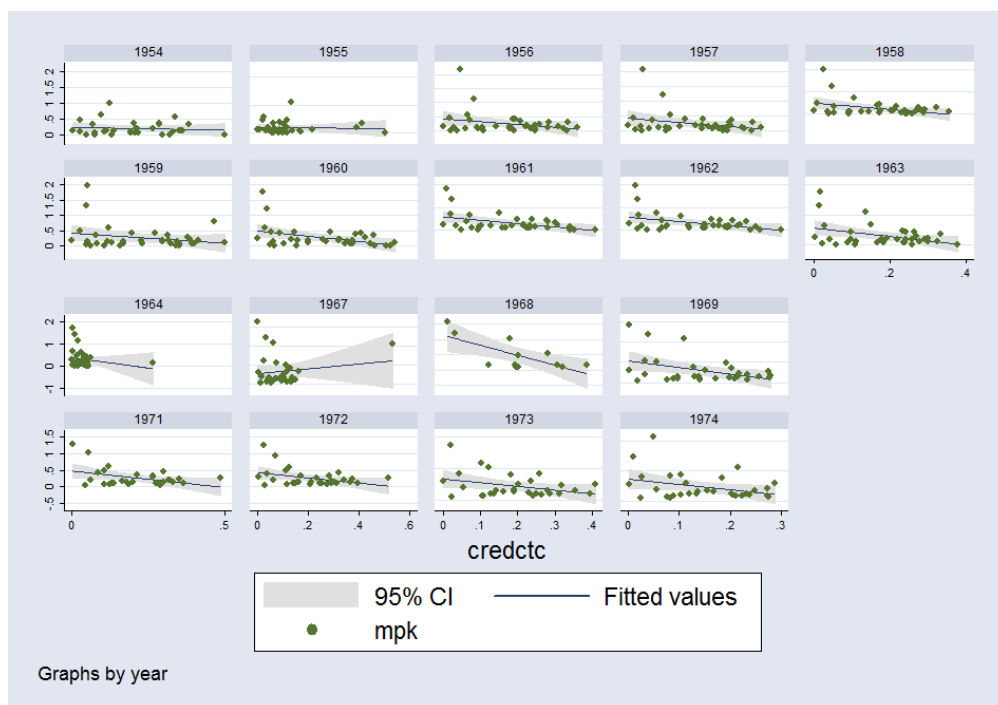 1954 1955 1956 1957 1958
0 .5 1 1.5 2
1959 1960 1961 1962 1963
0 .5 1 1.5 2
0 .2 .4
1964 1967 1968 1969
-1 0 1 2
1971 1972 1973 1974
-.5 0 .5 1 1.5
0 .5 0 .2 .4 .6 0 .1 .2 .3 .4 0 .1 .2 .3
credctc
95% CI Fitted values
mpk
Graphs by year